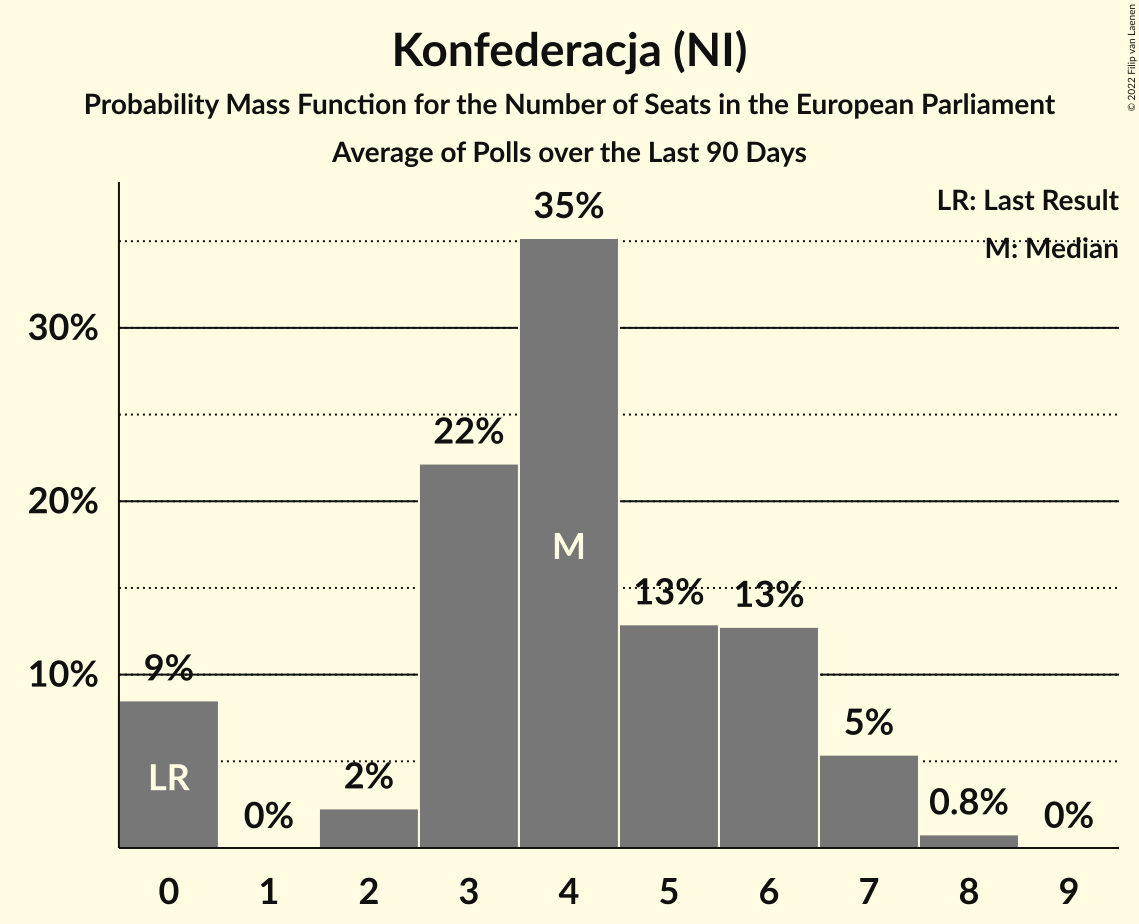 Konfederacja (NI)
Probability Mass Function for the Number of Seats in the European Parliament
Average of Polls over the Last 90 Days
© 2022 Filip van Laenen
LR: Last Result
M: Median
35%
30%
22%
20%
M
13%
13%
10%
9%
5%
LR
2%
0.8%
0%
0%
0 1 2 3 4 5 6 7 8 9